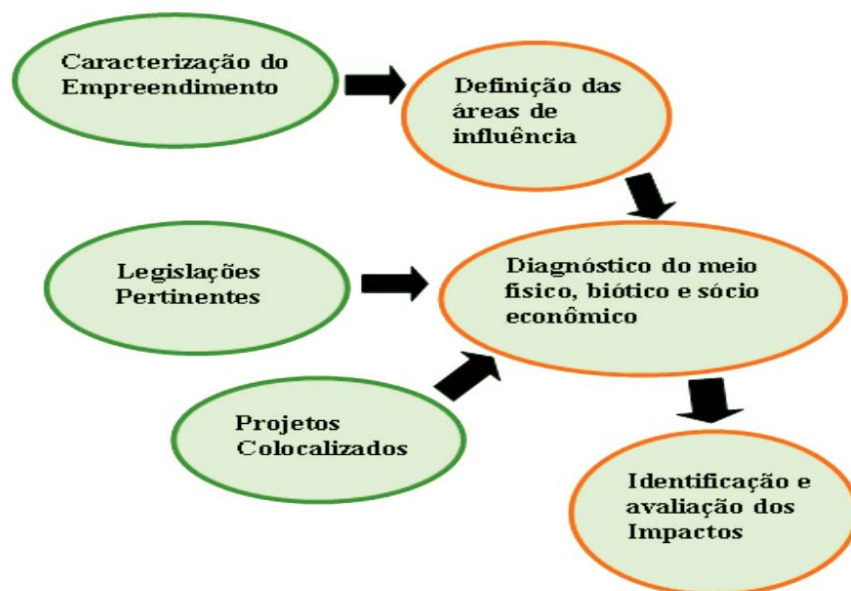 Caracterização do
Empreendimento
Definição das
áreas de
influência
Legislações
Pertinentes
Diagnóstico do meio
físico, biótico e sócio
econômico
Projetos
Colocalizados
Identificação e
avaliação dos
Impactos